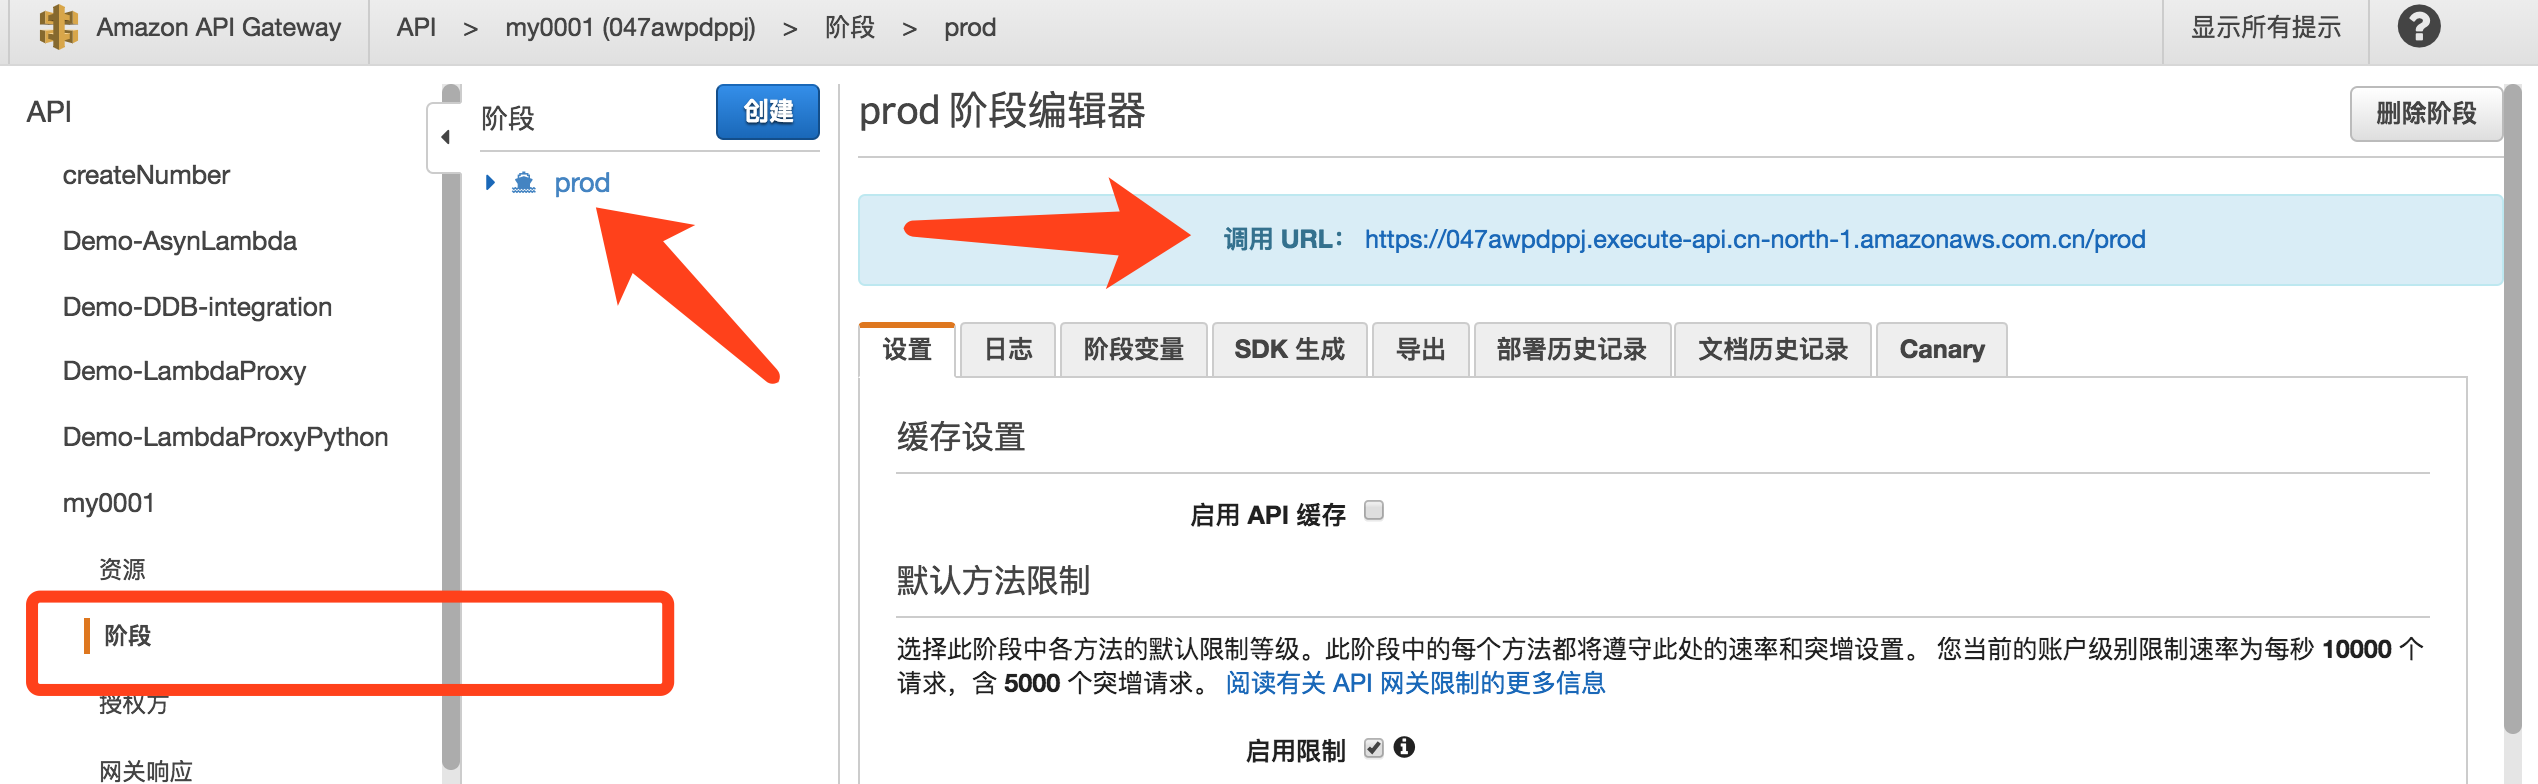 Amazon API Gateway
API > my0001 (047awpdppj) > 阶段 > prod
显示所有提示
?
API
createNumber
Demo-AsynLambda
Demo-DDB-integration
Demo-LambdaProxy
Demo-LambdaProxyPython
my0001
资源
阶段
授权方
网关响应
阶段
创建
prod
prod 阶段编辑器
删除阶段
调用 URL： https://047awpdppj.execute-api.cn-north-1.amazonaws.com.cn/prod
设置 日志 阶段变量 SDK 生成 导出 部署历史记录 文档历史记录 Canary
缓存设置
启用 API 缓存
默认方法限制
选择此阶段中各方法的默认限制等级。此阶段中的每个方法都将遵守此处的速率和突增设置。 您当前的账户级别限制速率为每秒 10000 个
请求，含 5000 个突增请求。 阅读有关 API 网关限制的更多信息
启用限制